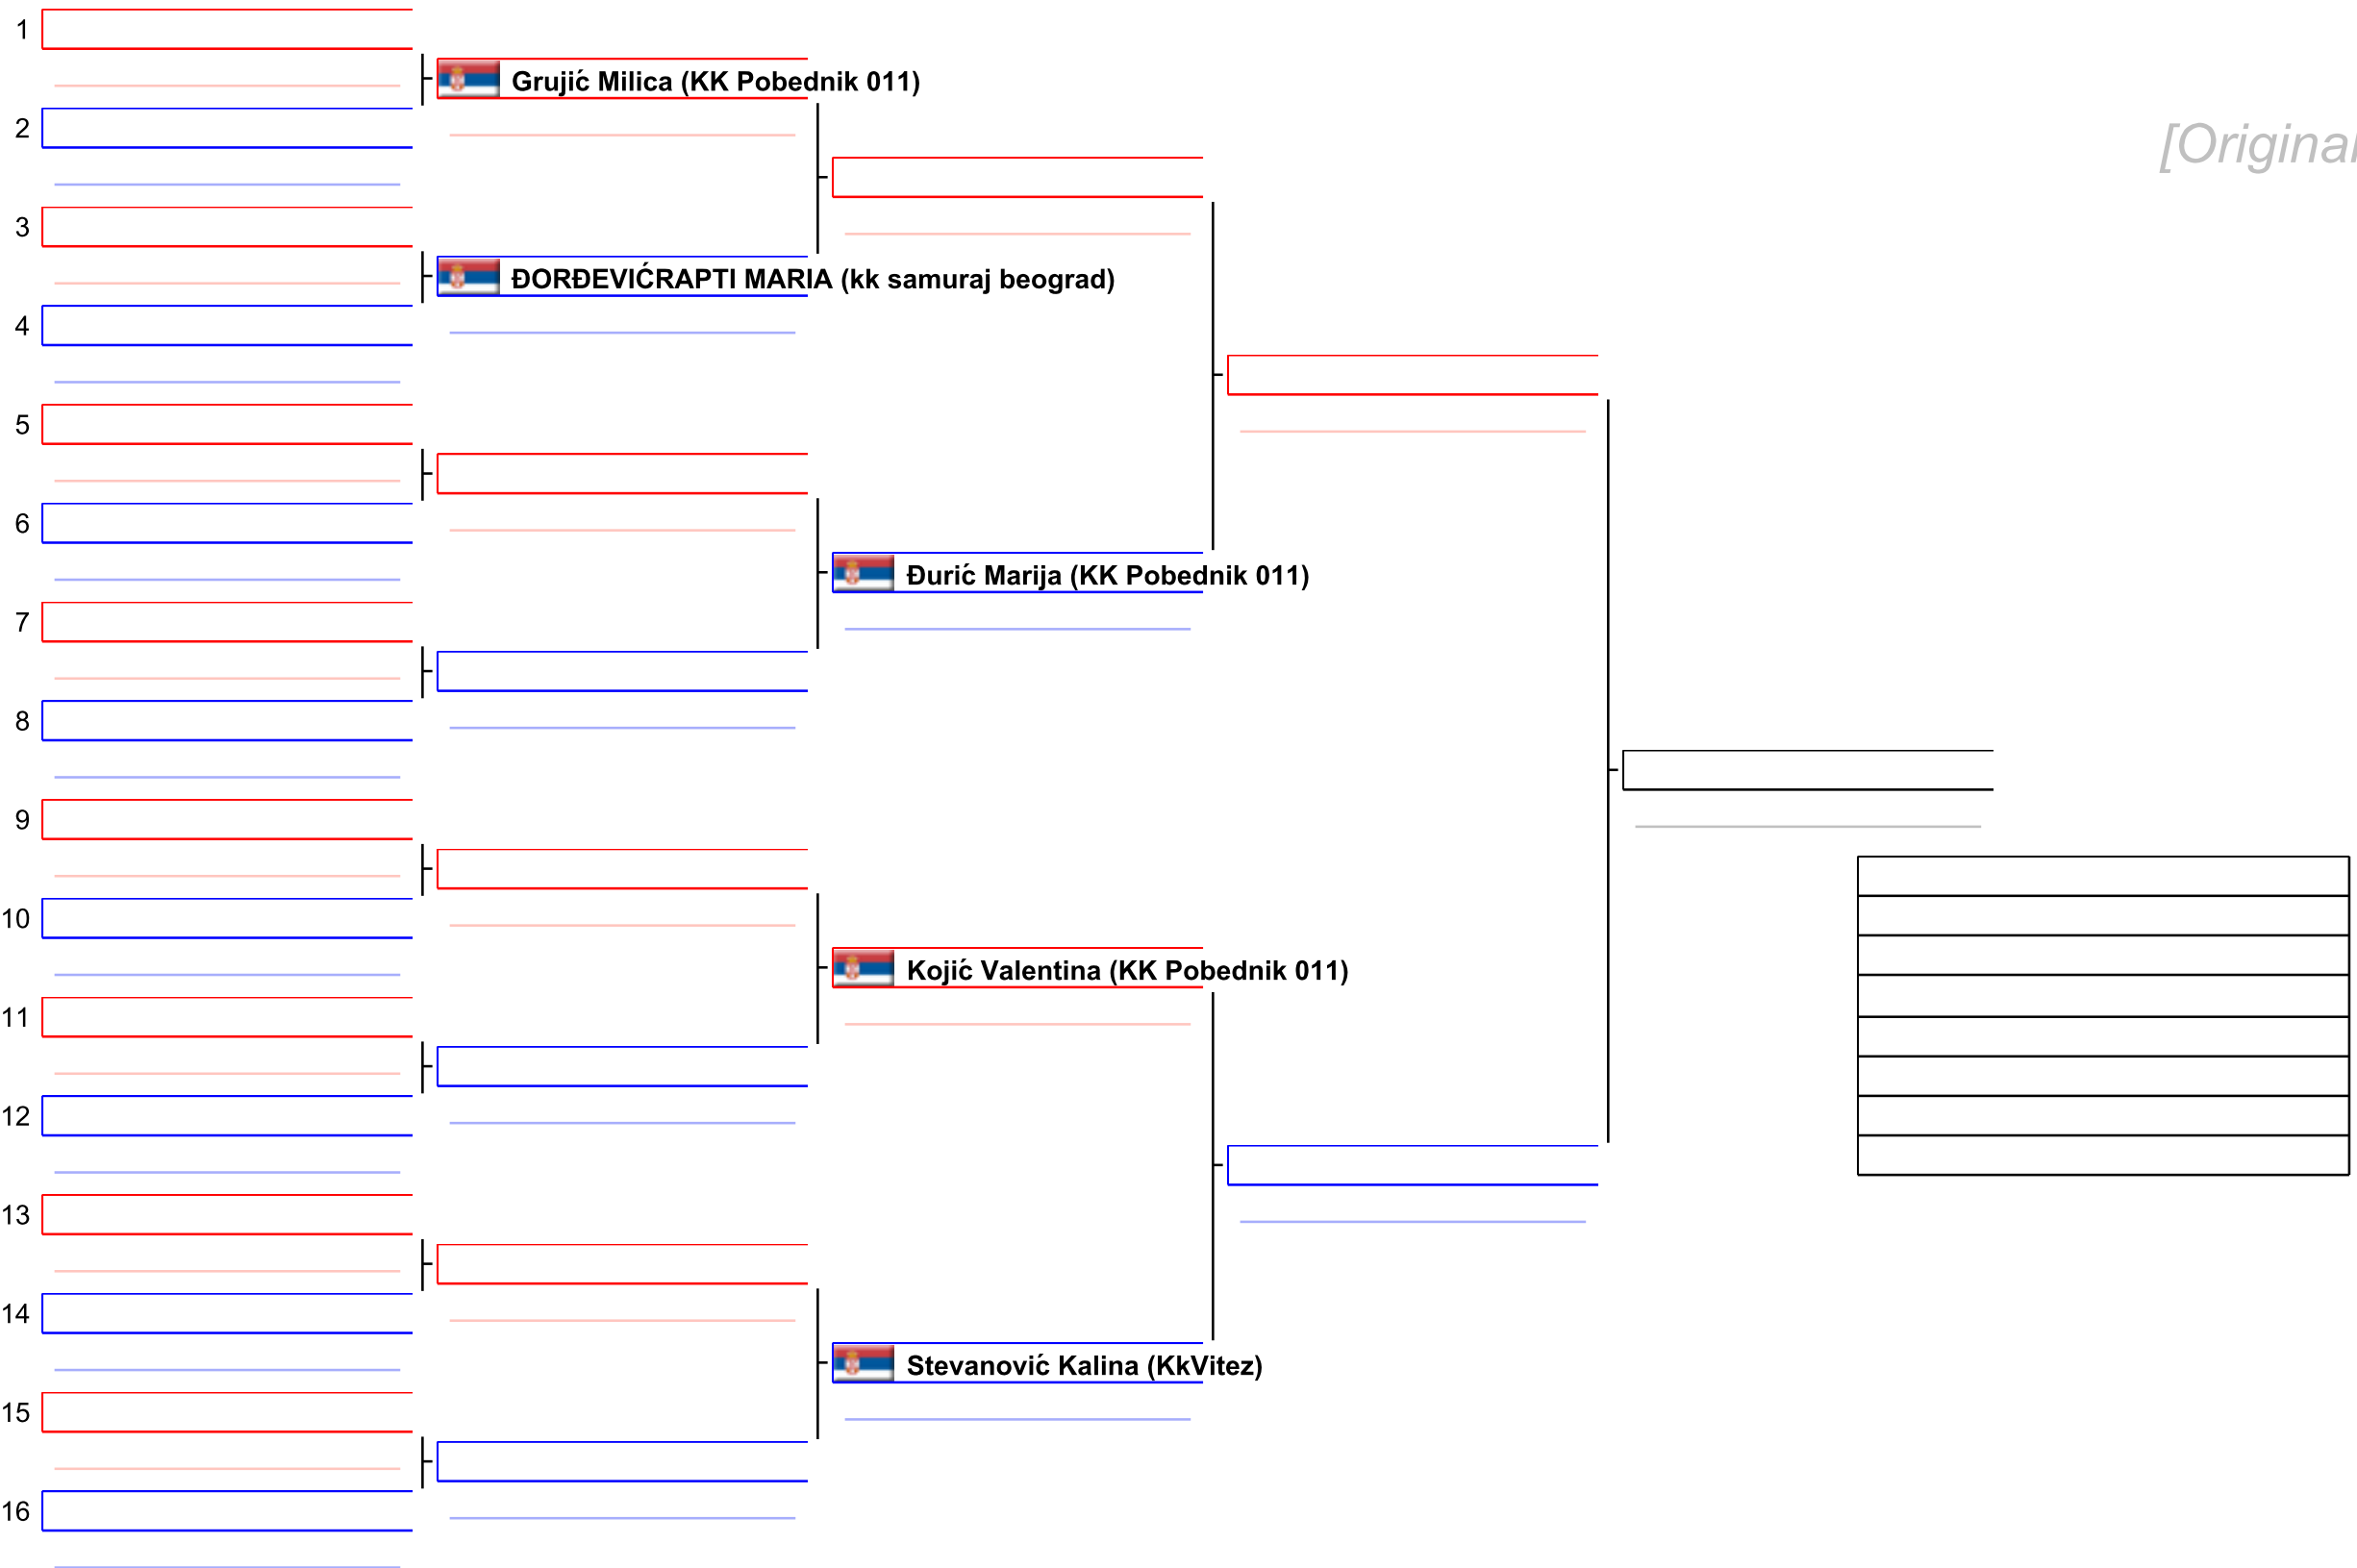 1
Grujić Milica (KK Pobednik 011)
2
[Original
3
ĐORĐEVIĆRAPTI MARIA (kk samuraj beograd)
4
5
6
Đurić Marija (KK Pobednik 011)
7
8
9
10
Kojić Valentina (KK Pobednik 011)
11
12
13
14
Stevanović Kalina (KkVitez)
15
16